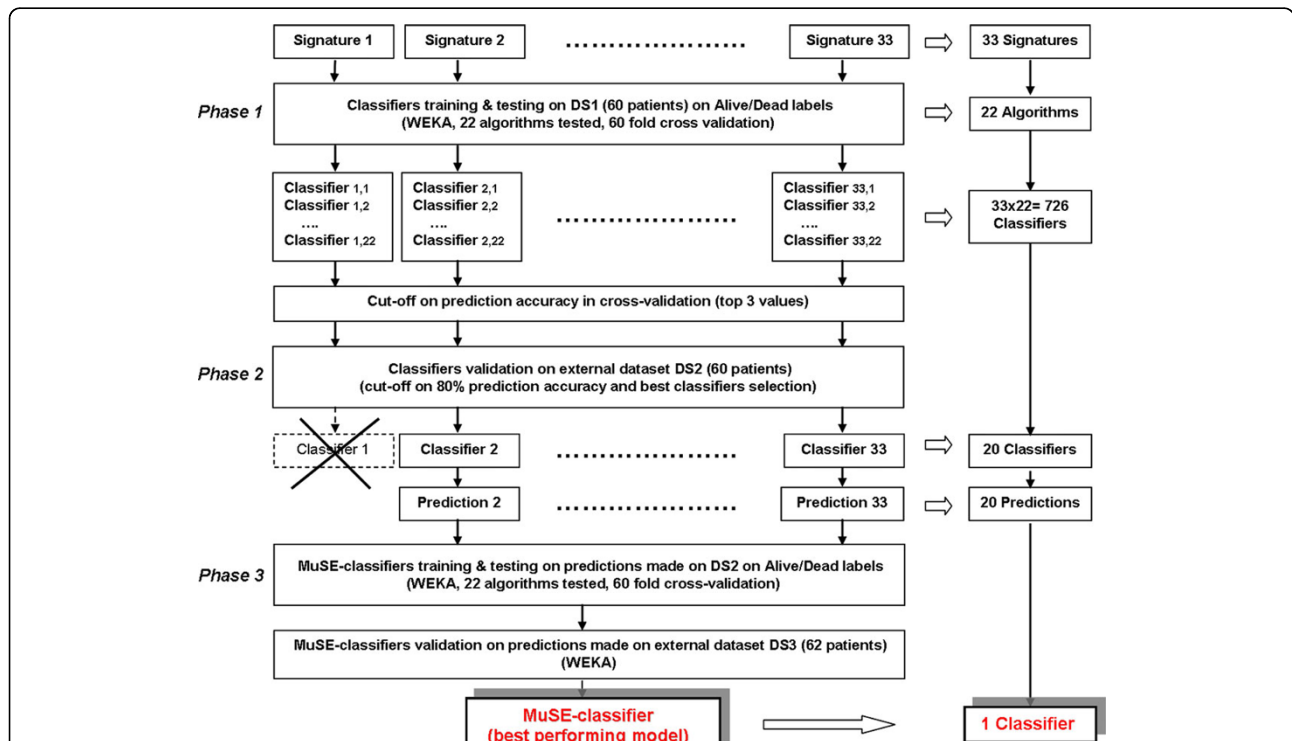 Signature 1 Signature 2 ........................ Signature 33 33 Signatures
Phase 1
Classifiers training & testing on DS1 (60 patients) on Alive/Dead labels
(WEKA, 22 algorithms tested, 60 fold cross validation)
22 Algorithms
Classifier 1,1
Classifier 1,2
....
Classifier 1,22
Classifier 2,1
Classifier 2,2
....
Classifier 2,22
........................
Classifier 33,1
Classifier 33,2
....
Classifier 33,22
33x22= 726
Classifiers
Cut-off on prediction accuracy in cross-validation (top 3 values)
Phase 2
Classifiers validation on external dataset DS2 (60 patients)
(cut-off on 80% prediction accuracy and best classifiers selection)
Classifier 1 Classifier 2 ........................ Classifier 33 20 Classifiers
Prediction 2 ........................ Prediction 33 20 Predictions
Phase 3
MuSE-classifiers training & testing on predictions made on DS2 on Alive/Dead labels
(WEKA, 22 algorithms tested, 60 fold cross-validation)
MuSE-classifiers validation on predictions made on external dataset DS3 (62 patients)
(WEKA)
MuSE-classifier
(best performing model)
1 Classifier